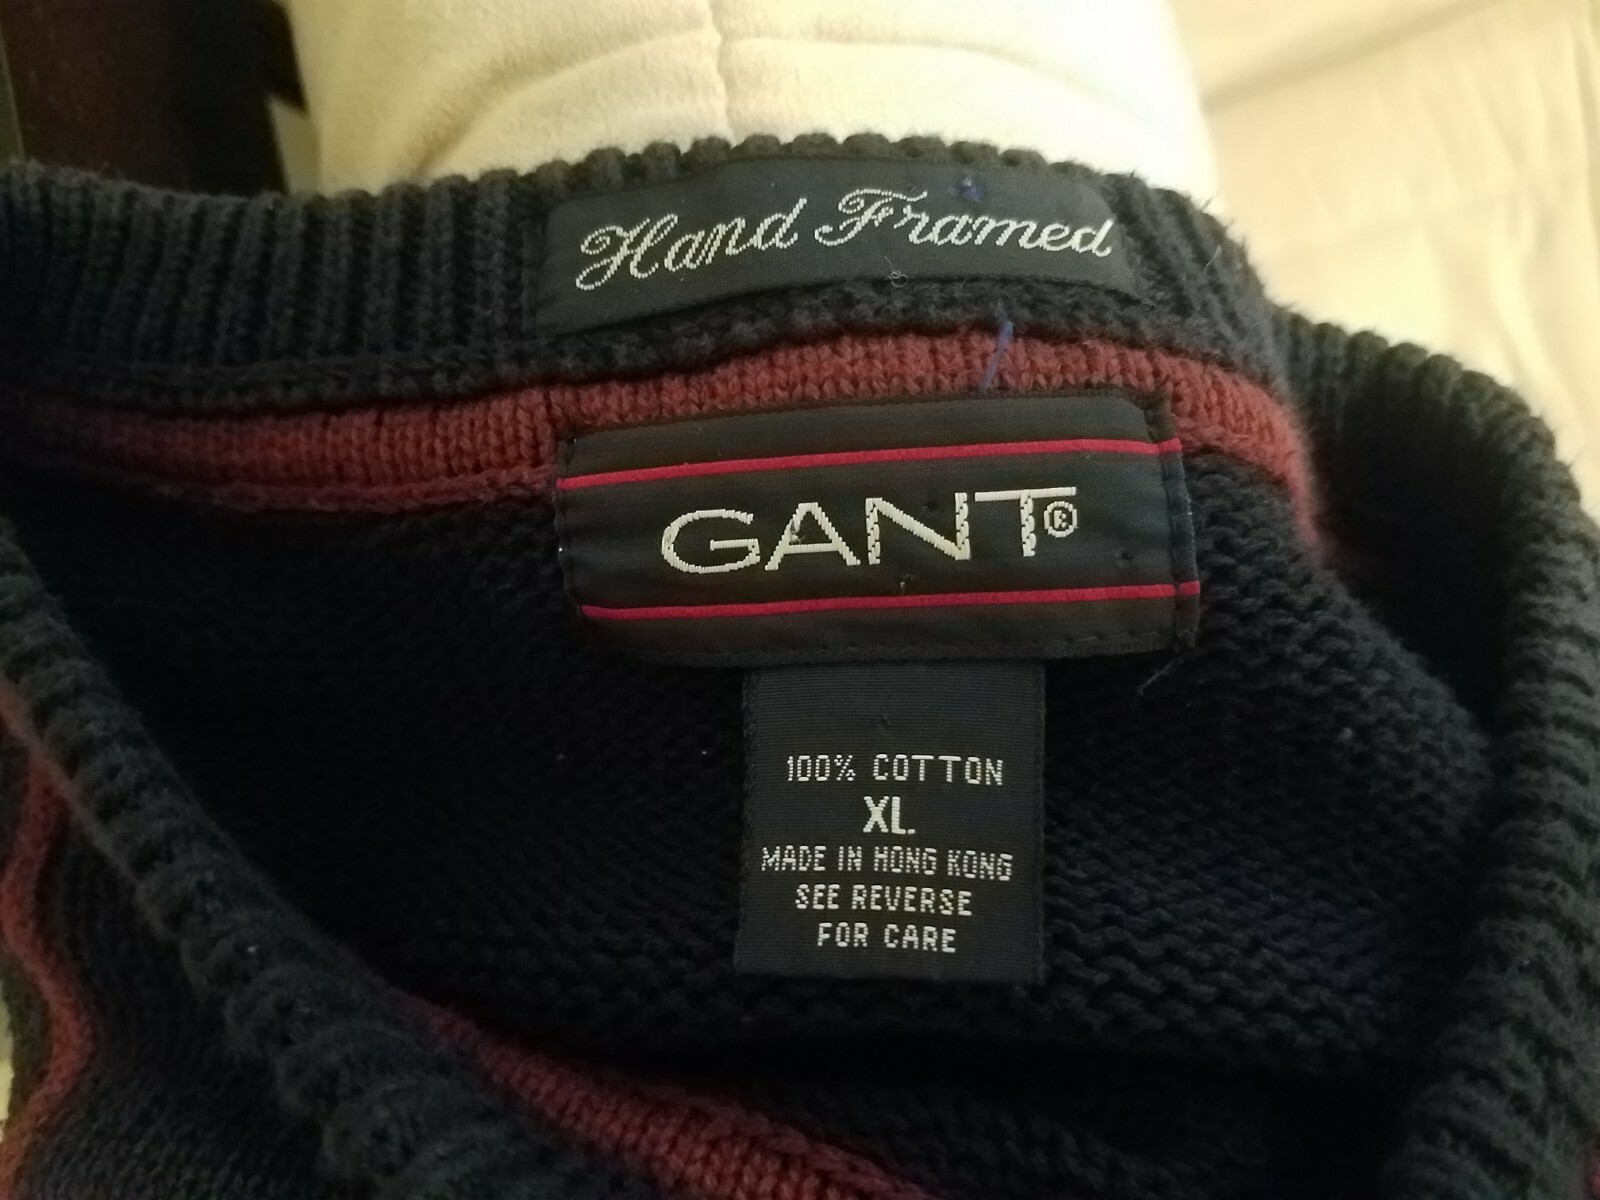 Hand Framed
GANT®
100% COTTON
XL
MADE IN HONG KONG
SEE REVERSE
FOR CARE